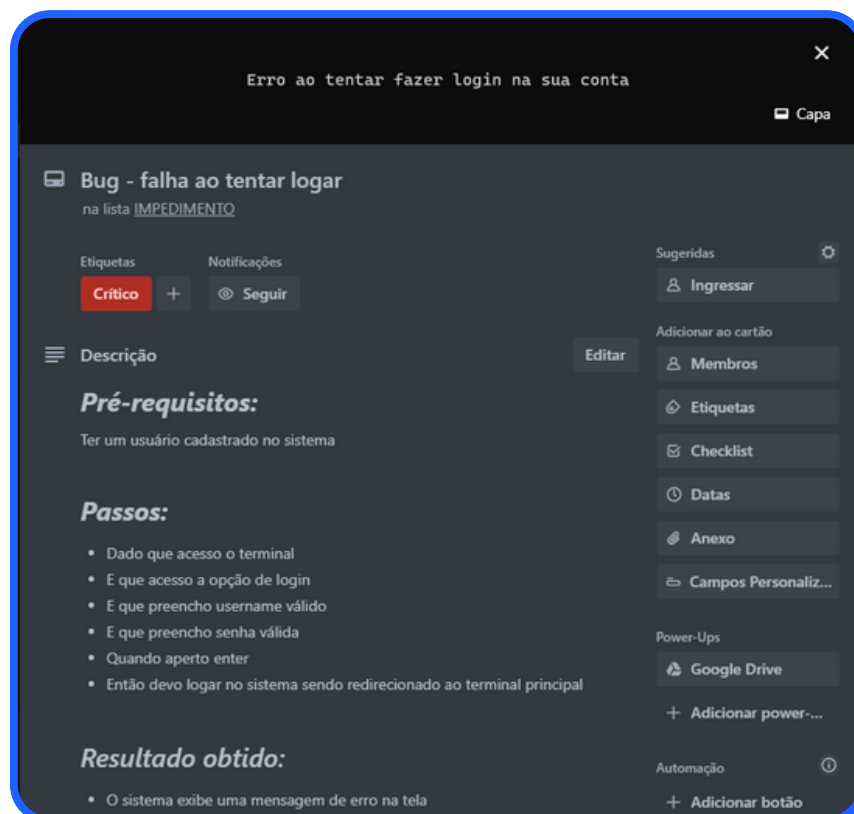 Erro ao tentar fazer login na sua conta
Capa
Bug - falha ao tentar logar
na lista IMPEDIMENTO
Etiquetas
Notificações
Crítico
Seguir
Descrição
Editar
Pré-requisitos:
Ter um usuário cadastrado no sistema
Passos:
• Dado que acesso o terminal
• E que acesso a opção de login
• E que preencho username válido
• E que preencho senha válida
• Quando aperto enter
• Então devo logar no sistema sendo redirecionado ao terminal principal
Resultado obtido:
• O sistema exibe uma mensagem de erro na tela
Sugeridas
Ingressar
Adicionar ao cartão
Membros
Etiquetas
Checklist
Datas
Anexo
Campos Personaliz...
Power-Ups
Google Drive
+ Adicionar power-...
Automação
+ Adicionar botão